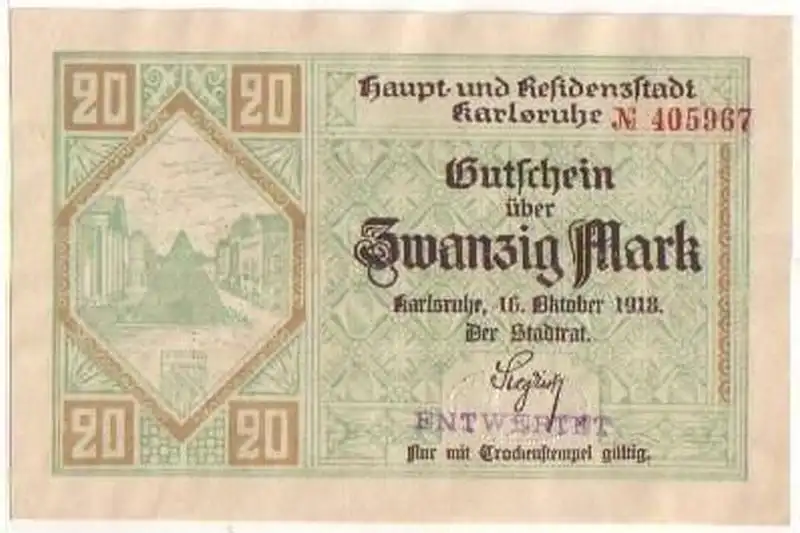 20 20
Haupt- und Residenzstadt
Karlsruhe № 405967
Gutschein
über
Zwanzig Mark
Karlsruhe, 16. Oktober 1918.
Der Stadtrat.
Siegrist
ENTWERTET
Nur mit Trockenstempel gültig.
20 20